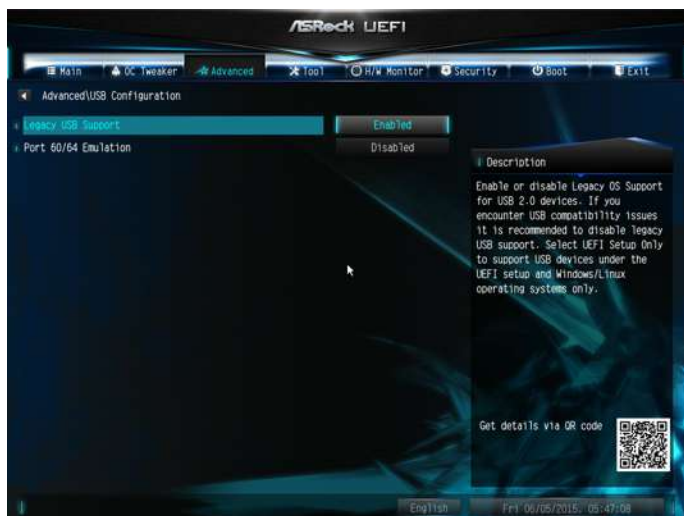 ASRock UEFI
Main OC Tweaker Advanced Tool H/W Monitor Security Boot Exit
Advanced\USB Configuration
Legacy USB Support Enabled
Port 60/64 Emulation Disabled
Description
Enable or disable Legacy OS Support
for USB 2.0 devices. If you
encounter USB compatibility issues
it is recommended to disable legacy
USB support. Select UEFI Setup Only
to support USB devices under the
UEFI setup and Windows/Linux
operating systems only.
Get details via QR code
English Fri 06/05/2015, 05:47:08